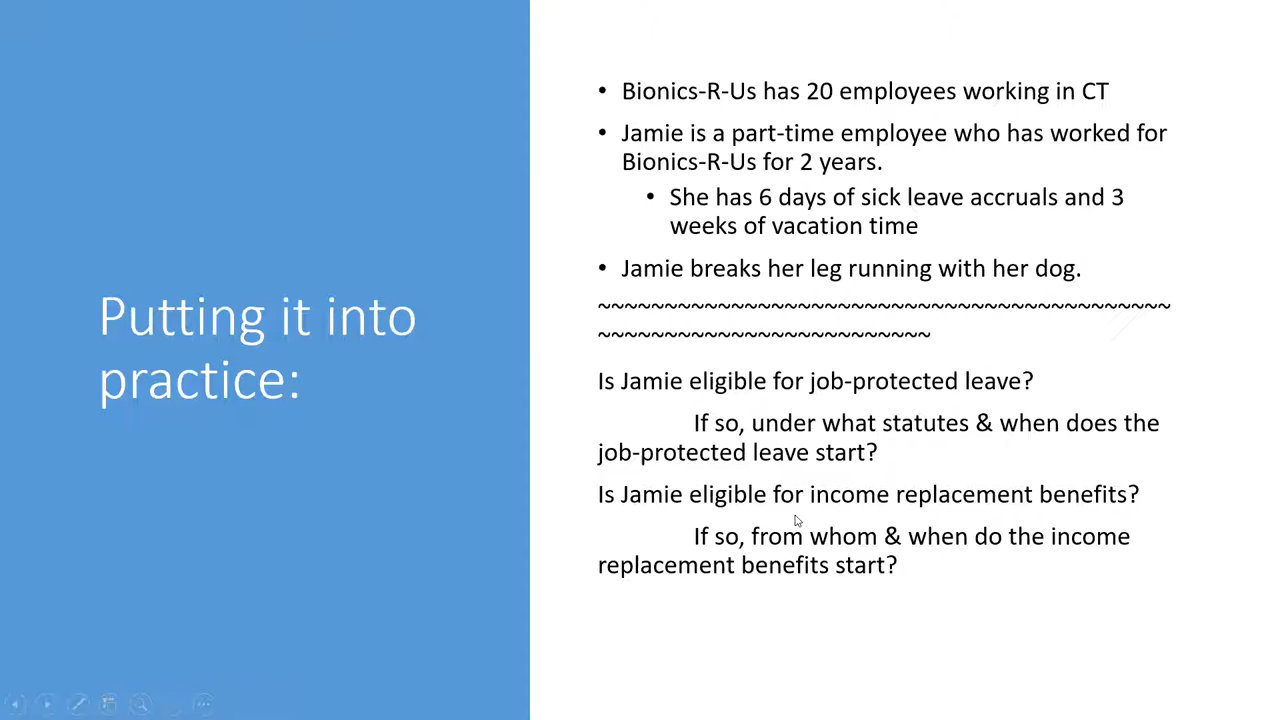 Putting it into
practice:
• Bionics-R-Us has 20 employees working in CT
• Jamie is a part-time employee who has worked for
Bionics-R-Us for 2 years.
• She has 6 days of sick leave accruals and 3
weeks of vacation time
• Jamie breaks her leg running with her dog.
~~~~~~~~~~~~~~~~~~~~~~~~~~~~~~~~~~~~~~~~~~~
~~~~~~~~~~~~~~~~~~~~~~~~~
Is Jamie eligible for job-protected leave?
If so, under what statutes & when does the
job-protected leave start?
Is Jamie eligible for income replacement benefits?
If so, from whom & when do the income
replacement benefits start?